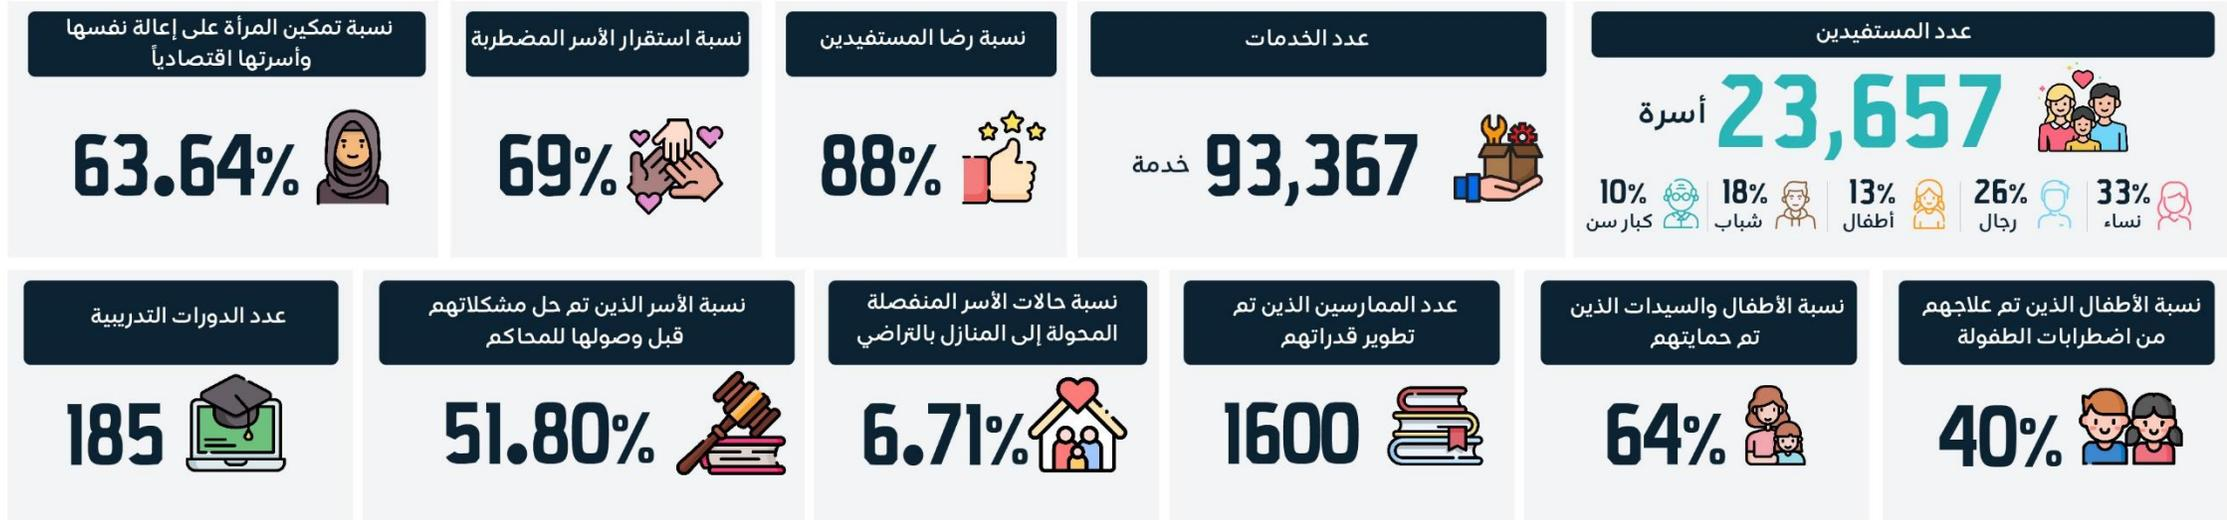 عدد المستفيدين
23,657 أسرة
33% نساء
26% رجال
13% أطفال
18% شباب
10% كبار سن
عدد الخدمات
93,367 خدمة
نسبة رضا المستفيدين
88%
نسبة استقرار الأسر المضطربة
69%
نسبة تمكين المرأة على إعالة نفسها
وأسرتها اقتصادياً
63.64%
نسبة الأطفال الذين تم علاجهم
من اضطرابات الطفولة
40%
نسبة الأطفال والسيدات الذين
تم حمايتهم
64%
عدد الممارسين الذين تم
تطوير قدراتهم
1600
نسبة حالات الأسر المنفصلة
المحولة إلى المنازل بالتراضي
6.71%
نسبة الأسر الذين تم حل مشكلاتهم
قبل وصولها للمحاكم
51.80%
عدد الدورات التدريبية
185